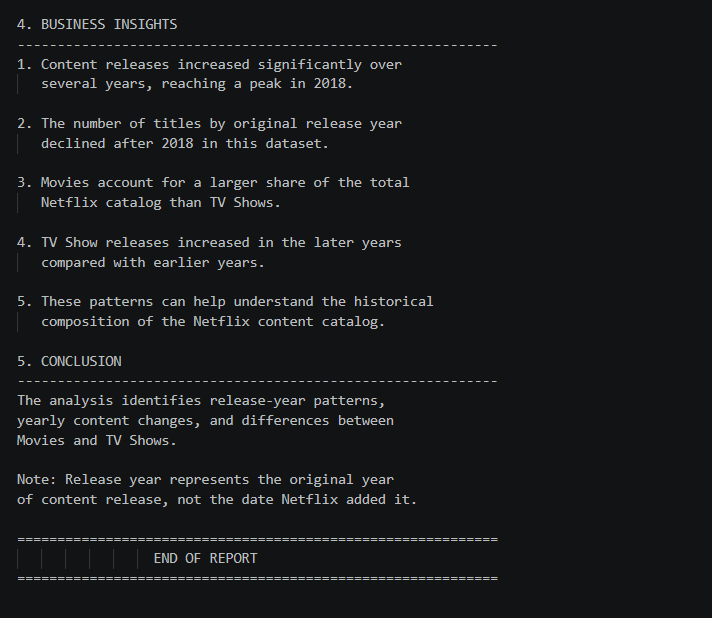 4. BUSINESS INSIGHTS
------------------------------------------------------------
1. Content releases increased significantly over
several years, reaching a peak in 2018.
2. The number of titles by original release year
declined after 2018 in this dataset.
3. Movies account for a larger share of the total
Netflix catalog than TV Shows.
4. TV Show releases increased in the later years
compared with earlier years.
5. These patterns can help understand the historical
composition of the Netflix content catalog.
5. CONCLUSION
------------------------------------------------------------
The analysis identifies release-year patterns,
yearly content changes, and differences between
Movies and TV Shows.
Note: Release year represents the original year
of content release, not the date Netflix added it.
============================================================
END OF REPORT
============================================================